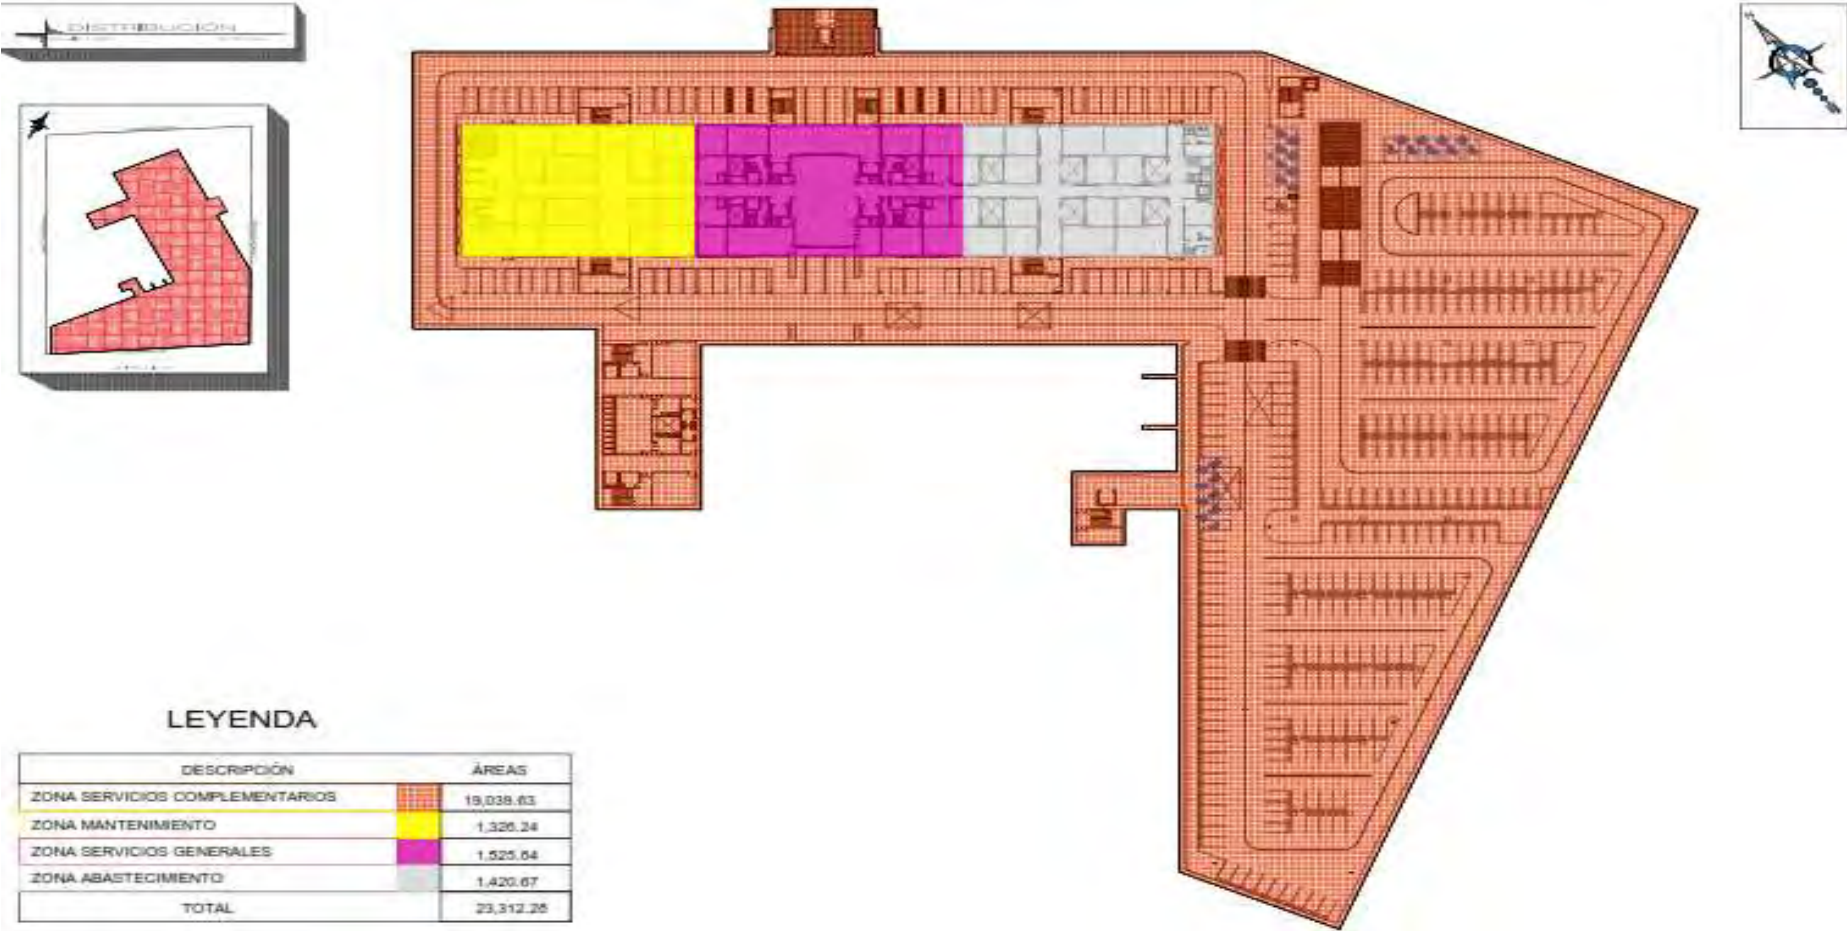 DISTRIBUCIÓN
LEYENDA
DESCRIPCIÓN ÁREAS
ZONA SERVICIOS COMPLEMENTARIOS 19,039.63
ZONA MANTENIMIENTO 1,326.24
ZONA SERVICIOS GENERALES 1,525.64
ZONA ABASTECIMIENTO 1,420.67
TOTAL 23,312.28